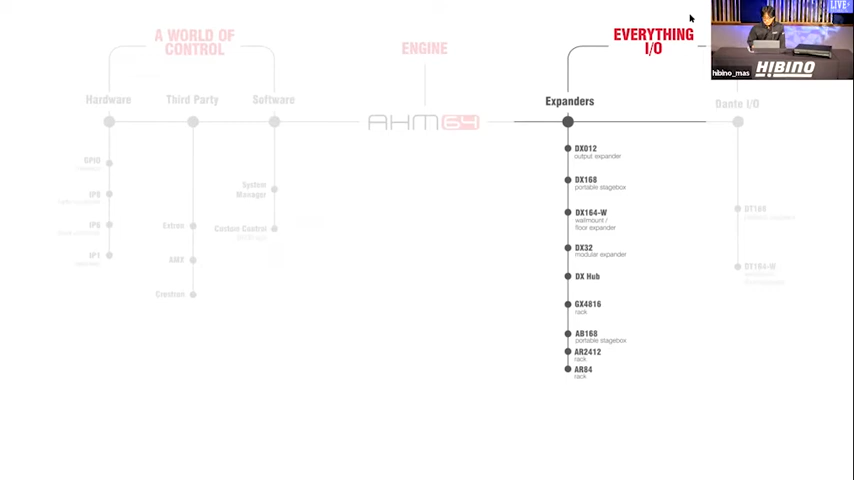 A WORLD OF
CONTROL
ENGINE
EVERYTHING
I/O
LIVE
hibino_mas
HIBINO
Hardware
Third Party
Software
AHM64
Expanders
Dante I/O
GPIO
IP8
IP6
IP1
Extron
AMX
Crestron
System
Manager
Custom Control
DX012
output expander
DX168
portable stagebox
DX164-W
wallmount /
floor expander
DX32
modular expander
DX Hub
GX4816
rack
AB168
portable stagebox
AR2412
rack
AR84
rack
DT168
DT164-W